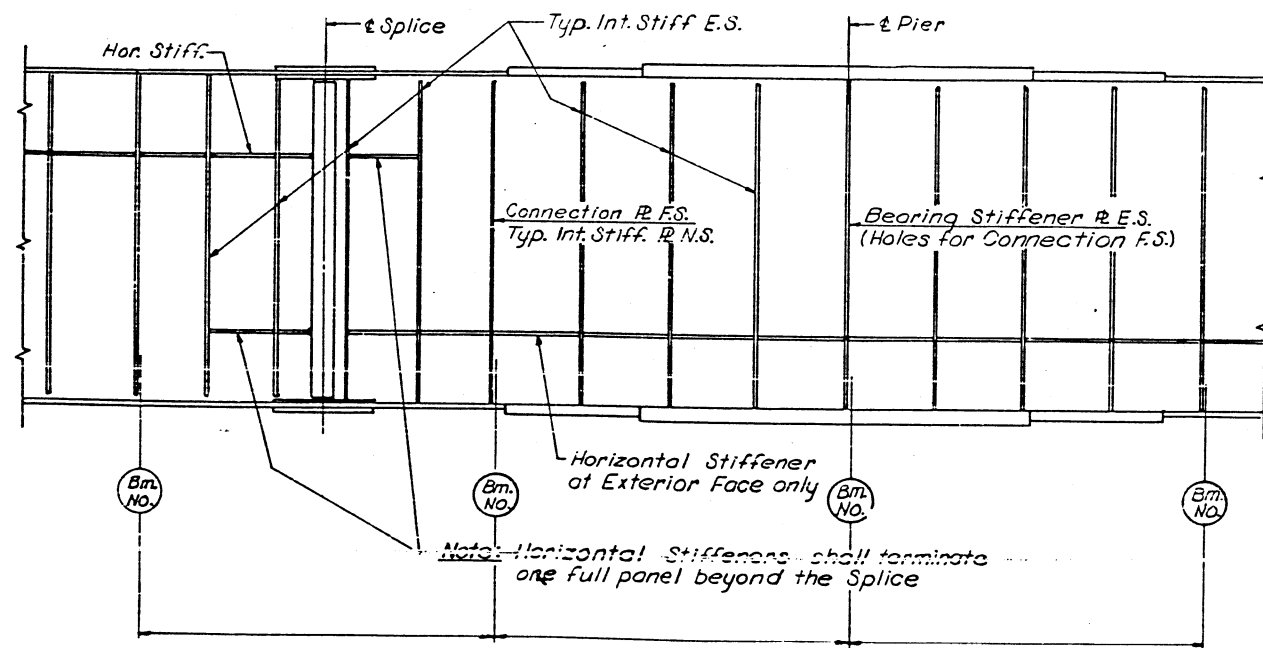 ℄ Splice
Typ. Int. Stiff E.S.
℄ Pier
Hor. Stiff.
Connection ⅊ F.S.
Typ. Int. Stiff. ⅊ N.S.
Bearing Stiffener ⅊ E.S.
(Holes for Connection F.S.)
Horizontal Stiffener
at Exterior Face only
Bm.
NO.
Bm.
NO.
Bm.
NO.
Bm.
NO.
Note: Horizontal Stiffeners shall terminate
one full panel beyond the Splice